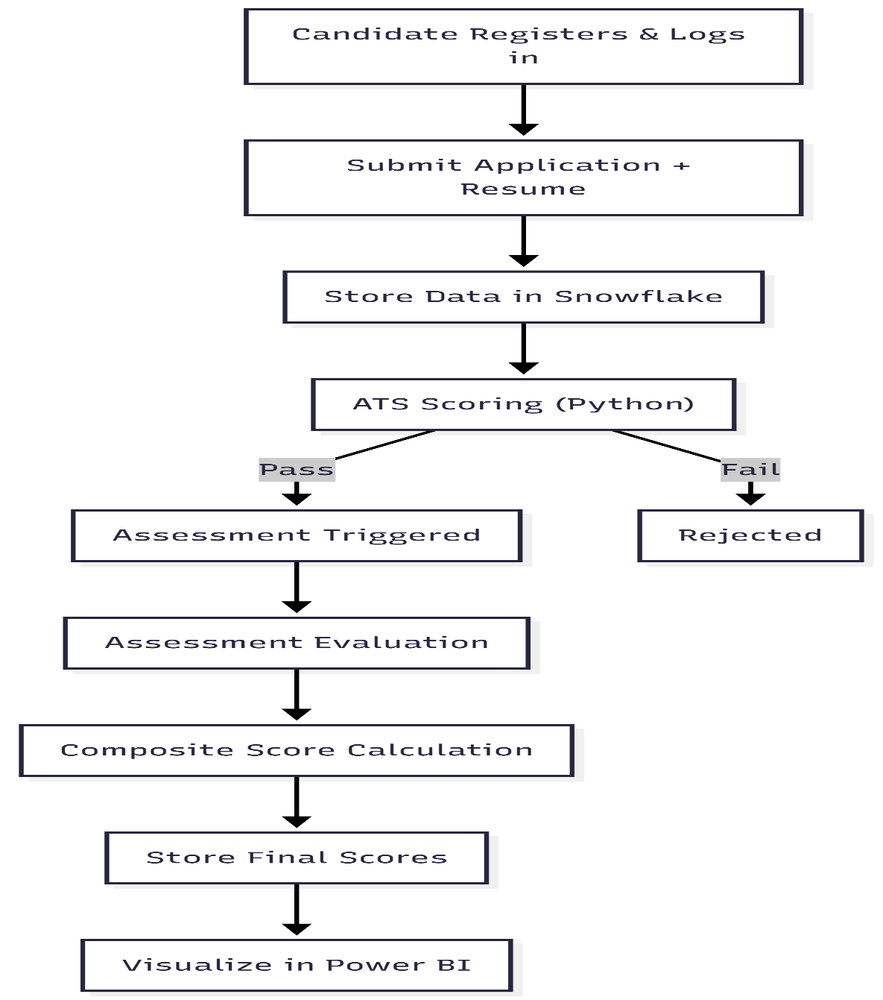 Candidate Registers & Logs
in
Submit Application +
Resume
Store Data in Snowflake
ATS Scoring (Python)
Pass
Fail
Assessment Triggered
Rejected
Assessment Evaluation
Composite Score Calculation
Store Final Scores
Visualize in Power BI